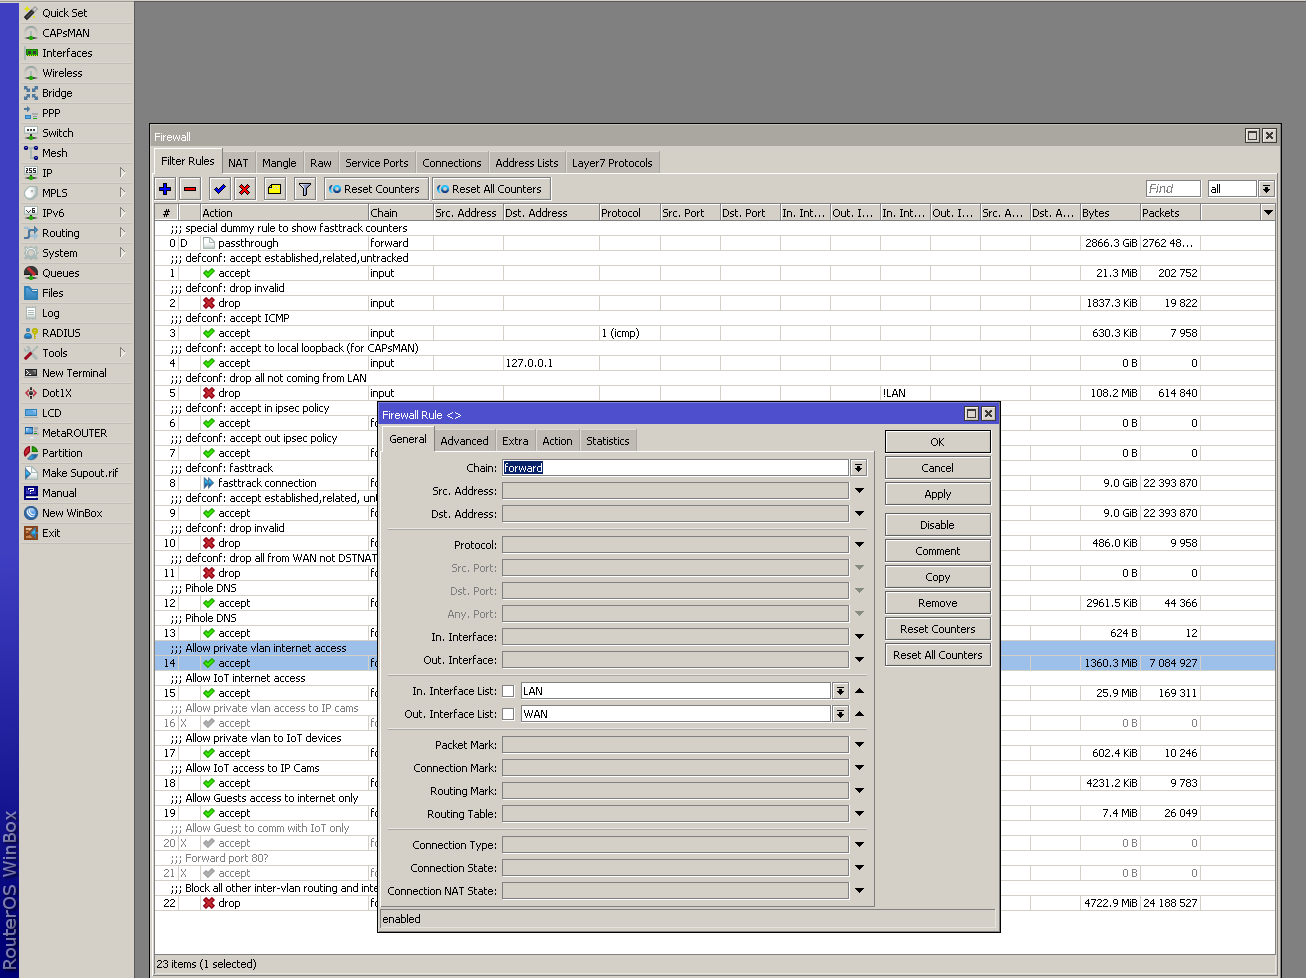 Quick Set
CAPsMAN
Interfaces
Wireless
Bridge
PPP
Switch
Mesh
IP
MPLS
IPv6
Routing
System
Queues
Files
Log
RADIUS
Tools
New Terminal
Dot1X
LCD
MetaROUTER
Partition
Make Supout.rif
Manual
New WinBox
Exit
RouterOS WinBox
Firewall
Filter Rules NAT Mangle Raw Service Ports Connections Address Lists Layer7 Protocols
Reset Counters Reset All Counters Find all
# Action Chain Src. Address Dst. Address Protocol Src. Port Dst. Port In. Int... Out. I... In. Int... Out. I... Src. A... Dst. A... Bytes Packets
;;; special dummy rule to show fasttrack counters
0 D passthrough forward 2866.3 GiB 2762 48...
;;; defconf: accept established,related,untracked
1 accept input 21.3 MiB 202 752
;;; defconf: drop invalid
2 drop input 1837.3 KiB 19 822
;;; defconf: accept ICMP
3 accept input 1 (icmp) 630.3 KiB 7 958
;;; defconf: accept to local loopback (for CAPsMAN)
4 accept input 127.0.0.1 0 B 0
;;; defconf: drop all not coming from LAN
5 drop input !LAN 108.2 MiB 614 840
;;; defconf: accept in ipsec policy
6 accept fo 0 B 0
;;; defconf: accept out ipsec policy
7 accept fo 0 B 0
;;; defconf: fasttrack
8 fasttrack connection fo 9.0 GiB 22 393 870
;;; defconf: accept established,related, unt
9 accept fo 9.0 GiB 22 393 870
;;; defconf: drop invalid
10 drop fo 486.0 KiB 9 958
;;; defconf: drop all from WAN not DSTNAT
11 drop fo 0 B 0
;;; Pihole DNS
12 accept fo 2961.5 KiB 44 366
;;; Pihole DNS
13 accept fo 624 B 12
;;; Allow private vlan internet access
14 accept fo 1360.3 MiB 7 084 927
;;; Allow IoT internet access
15 accept fo 25.9 MiB 169 311
;;; Allow private vlan access to IP cams
16 X accept fo 0 B 0
;;; Allow private vlan to IoT devices
17 accept fo 602.4 KiB 10 246
;;; Allow IoT access to IP Cams
18 accept fo 4231.2 KiB 9 783
;;; Allow Guests access to internet only
19 accept fo 7.4 MiB 26 049
;;; Allow Guest to comm with IoT only
20 X accept fo 0 B 0
;;; Forward port 80?
21 X accept fo 0 B 0
;;; Block all other inter-vlan routing and inte
22 drop fo 4722.9 MiB 24 188 527
23 items (1 selected)
Firewall Rule <>
General Advanced Extra Action Statistics
Chain: forward
Src. Address:
Dst. Address:
Protocol:
Src. Port:
Dst. Port:
Any. Port:
In. Interface:
Out. Interface:
In. Interface List: LAN
Out. Interface List: WAN
Packet Mark:
Connection Mark:
Routing Mark:
Routing Table:
Connection Type:
Connection State:
Connection NAT State:
OK
Cancel
Apply
Disable
Comment
Copy
Remove
Reset Counters
Reset All Counters
enabled